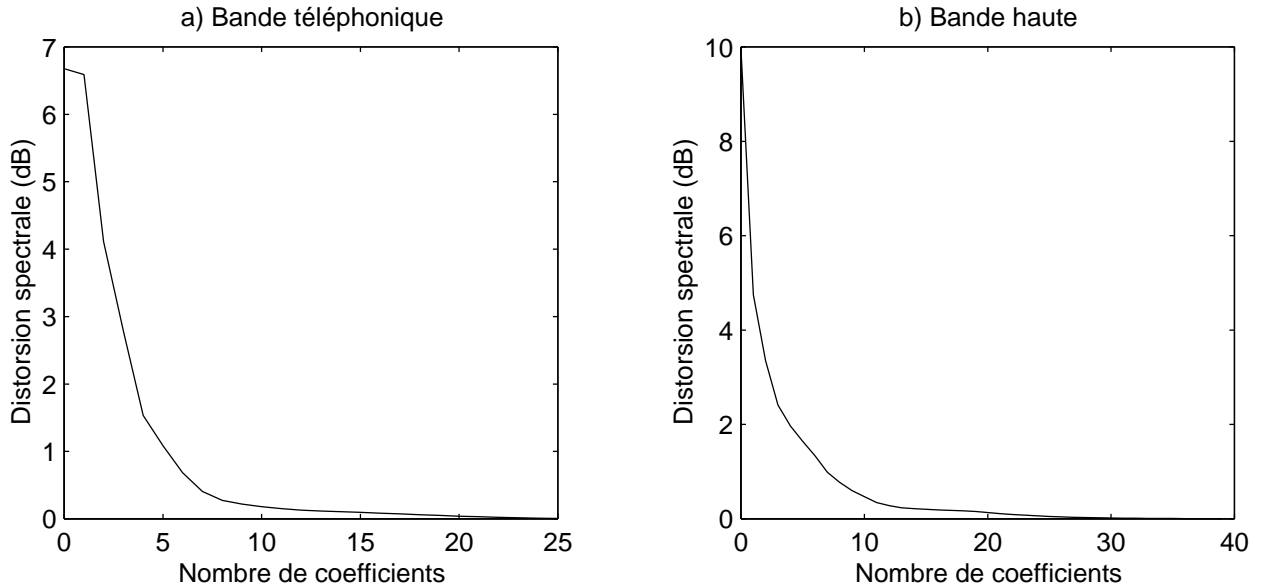 a) Bande téléphonique
7
6
5
4
3
2
1
0
0 5 10 15 20 25
Distorsion spectrale (dB)
Nombre de coefficients
b) Bande haute
10
8
6
4
2
0
0 10 20 30 40
Distorsion spectrale (dB)
Nombre de coefficients